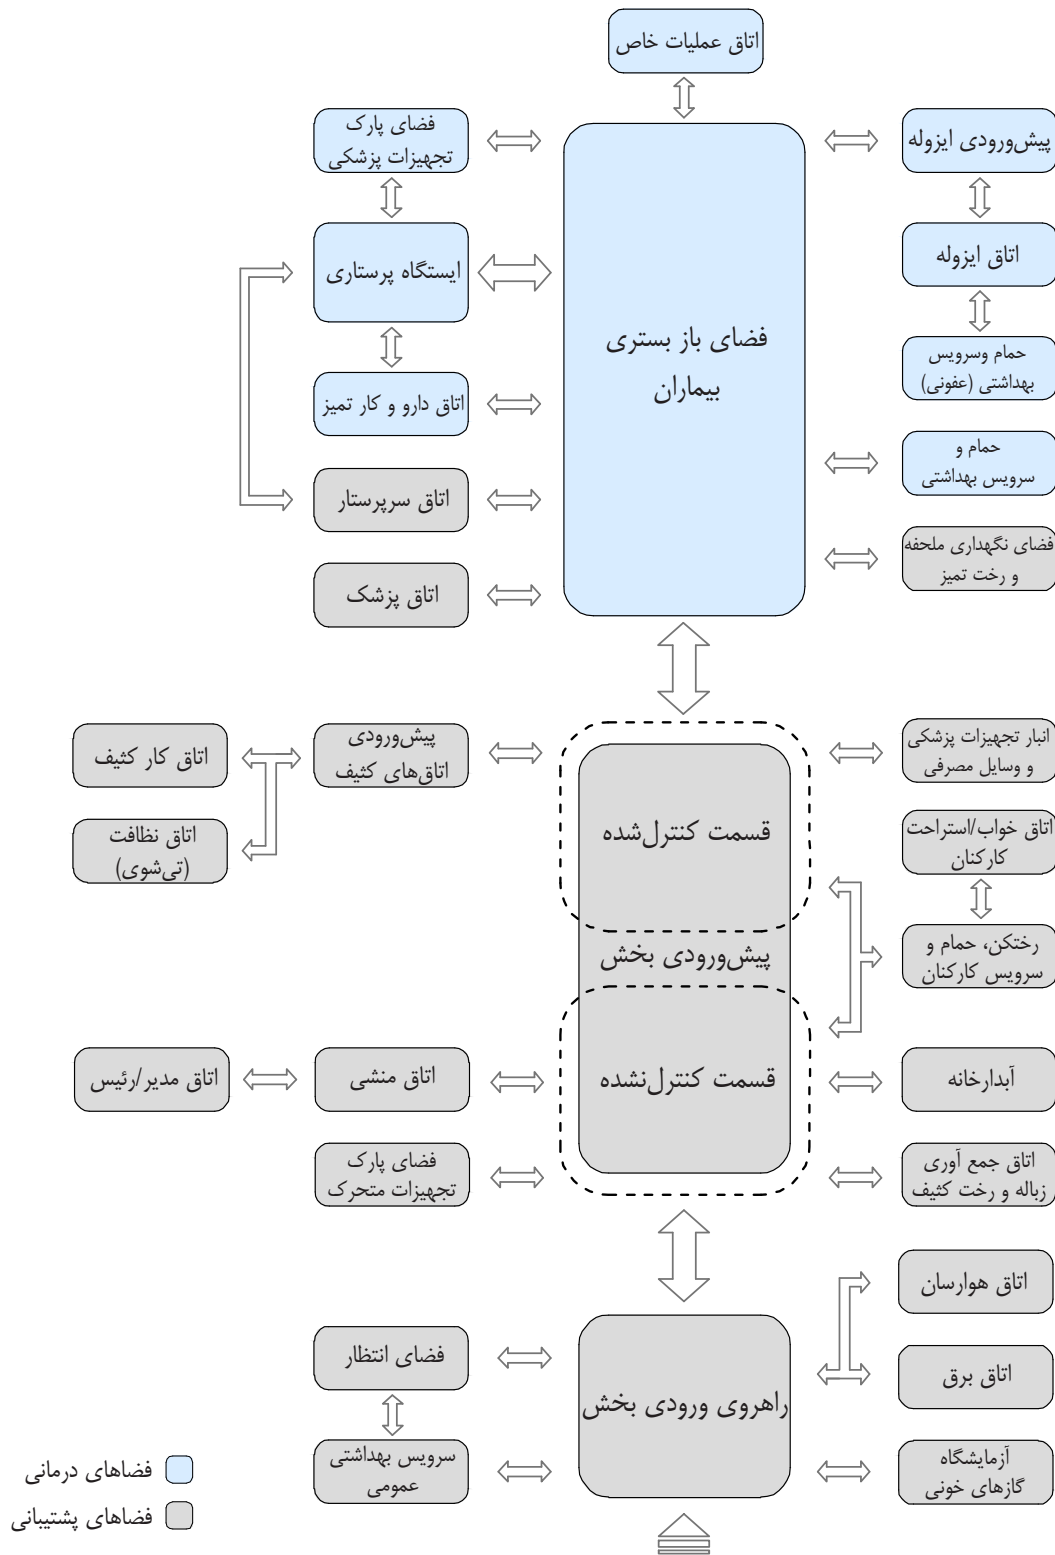 اتاق عملیات خاص
پیش‌ورودی ایزوله
فضای پارک
تجهیزات پزشکی
اتاق ایزوله
ایستگاه پرستاری
فضای باز بستری
بیماران
حمام وسرویس
بهداشتی (عفونی)
اتاق دارو و کار تمیز
حمام و
سرویس بهداشتی
اتاق سرپرستار
فضای نگهداری ملحفه
و رخت تمیز
اتاق پزشک
انبار تجهیزات پزشکی
و وسایل مصرفی
پیش‌ورودی
اتاق‌های کثیف
اتاق کار کثیف
قسمت کنترل‌شده
اتاق خواب/استراحت
کارکنان
اتاق نظافت
(تی‌شوی)
رختکن، حمام و
سرویس کارکنان
پیش‌ورودی بخش
آبدارخانه
قسمت کنترل‌نشده
اتاق منشی
اتاق مدیر/رئیس
اتاق جمع آوری
زباله و رخت کثیف
فضای پارک
تجهیزات متحرک
اتاق هوارسان
فضای انتظار
اتاق برق
راهروی ورودی بخش
آزمایشگاه
گازهای خونی
سرویس بهداشتی
عمومی
فضاهای درمانی
فضاهای پشتیبانی